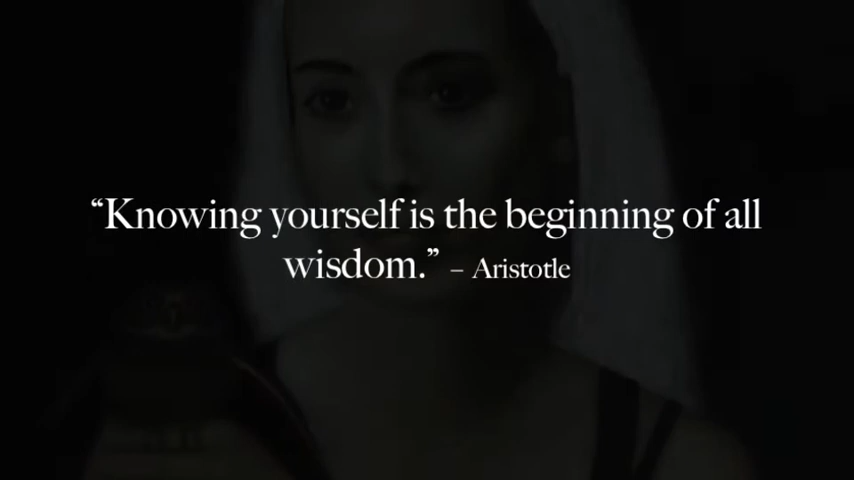 “Knowing yourself is the beginning of all
wisdom.” – Aristotle